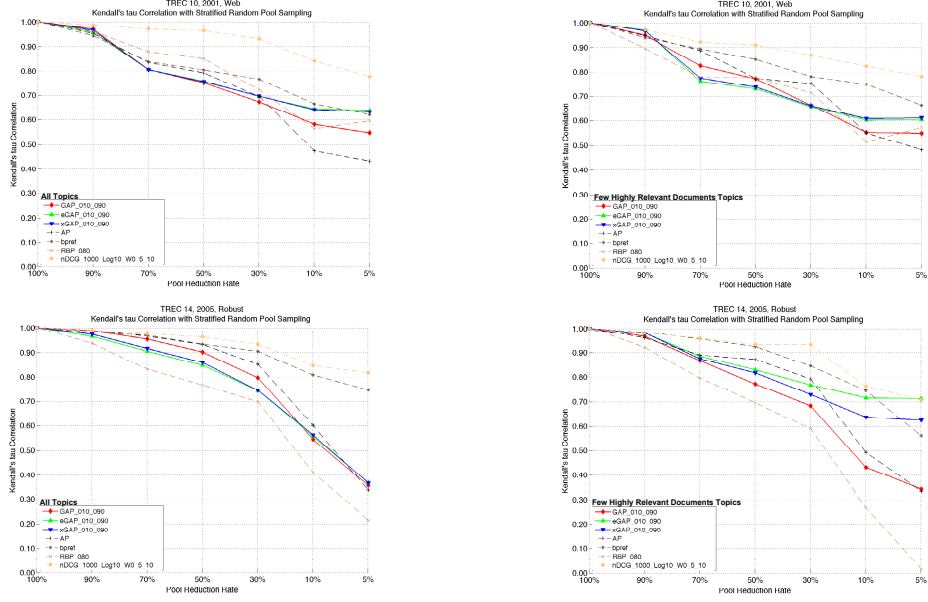 TREC 10, 2001, Web
Kendall's tau Correlation with Stratified Random Pool Sampling
1.00
0.90
0.80
0.70
0.60
0.50
0.40
0.30
0.20
0.10
0.00
Kendall's tau Correlation
All Topics
GAP_010_090
eGAP_010_090
xGAP_010_090
AP
bpref
RBP_080
nDCG_1000_Log10_W0_5_10
100% 90% 70% 50% 30% 10% 5%
Pool Reduction Rate
TREC 10, 2001, Web
Kendall's tau Correlation with Stratified Random Pool Sampling
1.00
0.90
0.80
0.70
0.60
0.50
0.40
0.30
0.20
0.10
0.00
Kendall's tau Correlation
Few Highly Relevant Documents Topics
GAP_010_090
eGAP_010_090
xGAP_010_090
AP
bpref
RBP_080
nDCG_1000_Log10_W0_5_10
100% 90% 70% 50% 30% 10% 5%
Pool Reduction Rate
TREC 14, 2005, Robust
Kendall's tau Correlation with Stratified Random Pool Sampling
1.00
0.90
0.80
0.70
0.60
0.50
0.40
0.30
0.20
0.10
0.00
Kendall's tau Correlation
All Topics
GAP_010_090
eGAP_010_090
xGAP_010_090
AP
bpref
RBP_080
nDCG_1000_Log10_W0_5_10
100% 90% 70% 50% 30% 10% 5%
Pool Reduction Rate
TREC 14, 2005, Robust
Kendall's tau Correlation with Stratified Random Pool Sampling
1.00
0.90
0.80
0.70
0.60
0.50
0.40
0.30
0.20
0.10
0.00
Kendall's tau Correlation
Few Highly Relevant Documents Topics
GAP_010_090
eGAP_010_090
xGAP_010_090
AP
bpref
RBP_080
nDCG_1000_Log10_W0_5_10
100% 90% 70% 50% 30% 10% 5%
Pool Reduction Rate